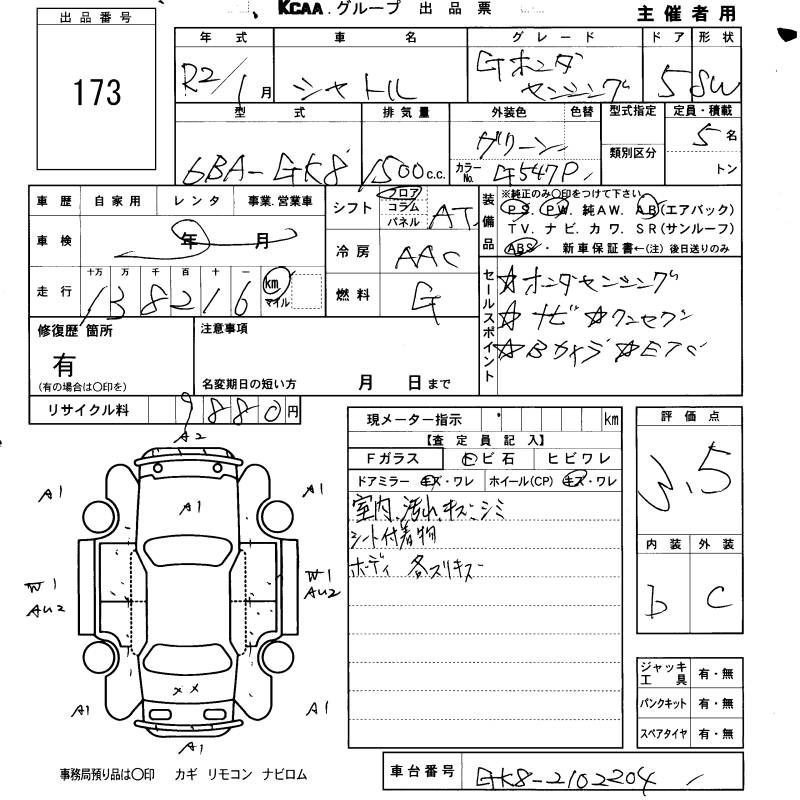 KCAA グループ 出品票
主催者用
出品番号
173
年式 車名 グレード ドア 形状
R2/1月 シャトル Gホンダセンシング 5 SW
型式 排気量 外装色 色替 型式指定 定員・積載
6BA-GK8 1500c.c. グリーン カラーNo. G547P 類別区分 5名 トン
車歴 自家用 レンタ 事業.営業車
シフト フロア コラム パネル AT
装備品
※純正のみ〇印をつけて下さい
PS. PW. 純AW. AB(エアバック)
TV. ナビ. カワ. SR(サンルーフ)
ABS・ 新車保証書←(注) 後日送りのみ
車検 年 月
冷房 AAC
走行 十万 万 千 百 十 一
138216 km マイル
燃料 G
セールスポイント
☆ホンダセンシング
☆ナビ ☆ワンセグ
☆Bカメラ ☆ETC
修復歴 箇所
有
(有の場合は〇印を)
注意事項
名変期日の短い方 月 日まで
リサイクル料 9880円
現メーター指示 km
【査定員記入】
Fガラス トビ石 ヒビワレ
ドアミラー キズ・ワレ ホイール(CP) キズ・ワレ
室内、汚れ、キズ、シミ
シート付着物
ボディ 各スリキズ
評価点
3.5
内装 外装
b C
A2
A1 A1 A1
W1 W1
AU2 AU2
A1 A1
A1
ジャッキ工具 有・無
パンクキット 有・無
スペアタイヤ 有・無
事務局預り品は〇印 カギ リモコン ナビロム
車台番号 GK8-2102204